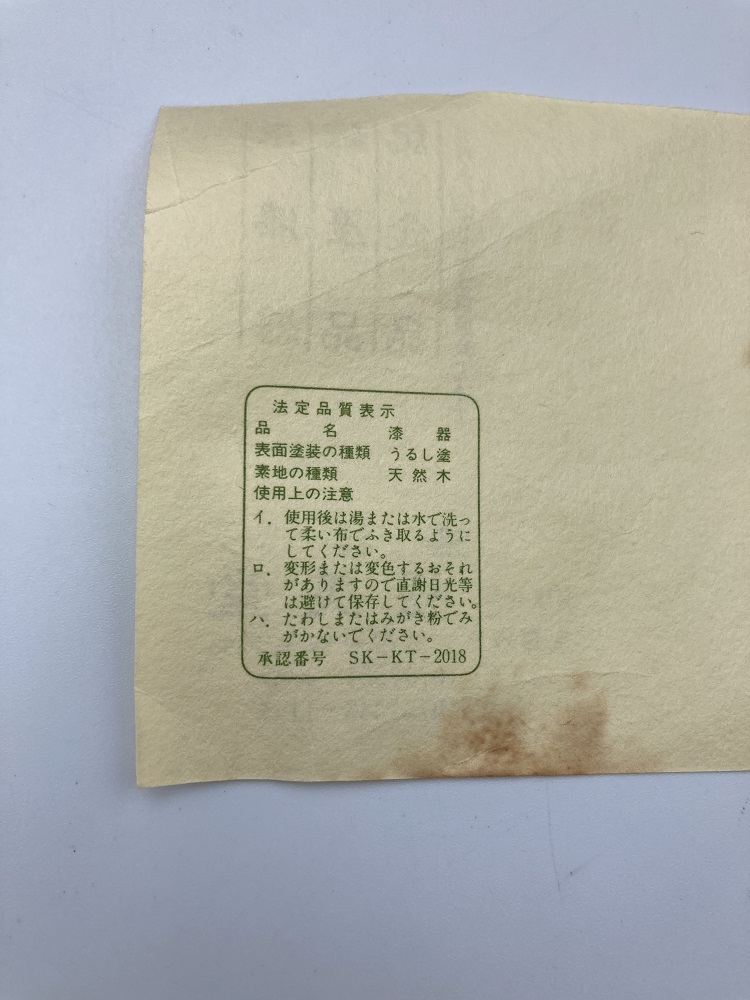 法定品質表示
品　　名　　漆　器
表面塗装の種類　うるし塗
素地の種類　天然木
使用上の注意
イ．使用後は湯または水で洗っ
て柔い布でふき取るように
してください。
ロ．変形または変色するおそれ
がありますので直謝日光等
は避けて保存してください。
ハ．たわしまたはみがき粉でみ
がかないでください。
承認番号　SK－KT－2018